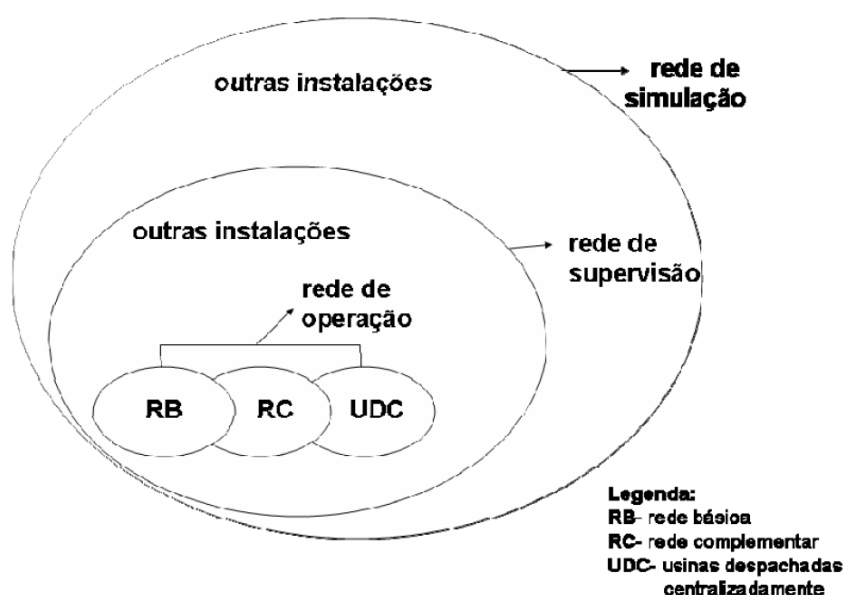 outras instalações
rede de
simulação
outras instalações
rede de
supervisão
rede de
operação
RB
RC
UDC
Legenda:
RB- rede básica
RC- rede complementar
UDC- usinas despachadas
centralizadamente